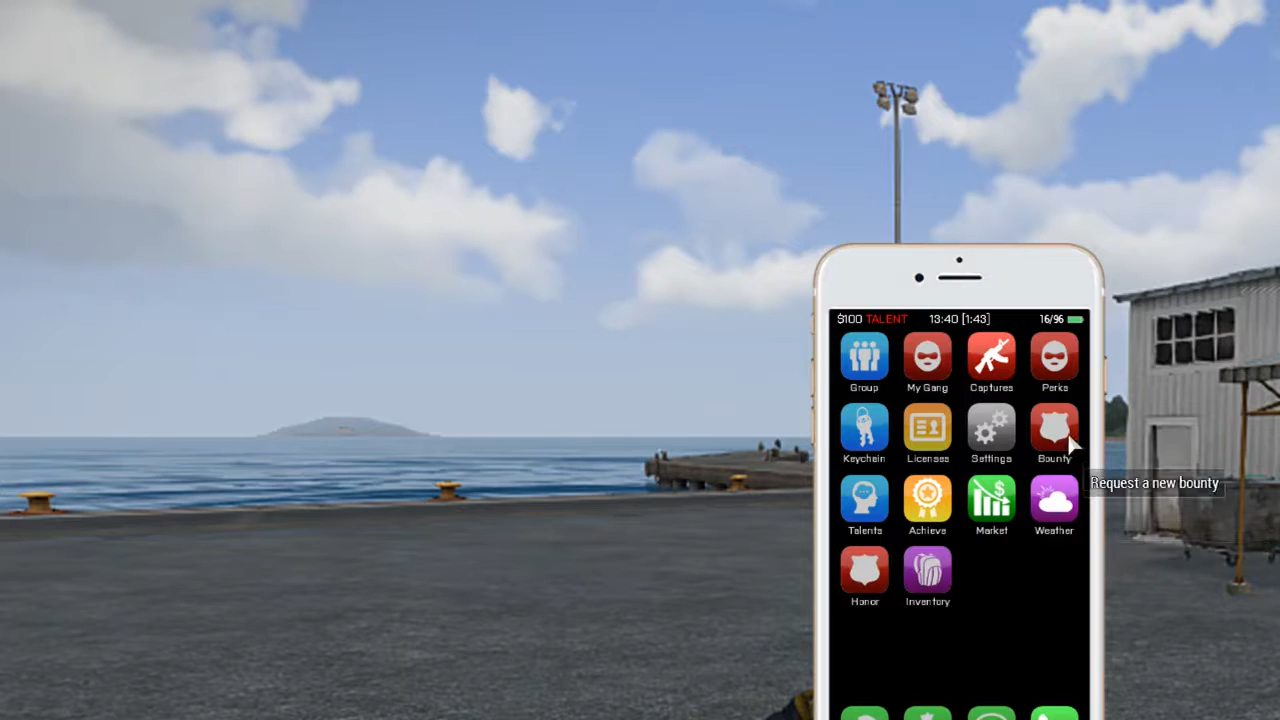 $100 TALENT 13:40 [1:43] 16/96
Group My Gang Captures Perks
Keychain Licenses Settings Bounty
Request a new bounty
Talents Achieve Market Weather
Honor Inventory